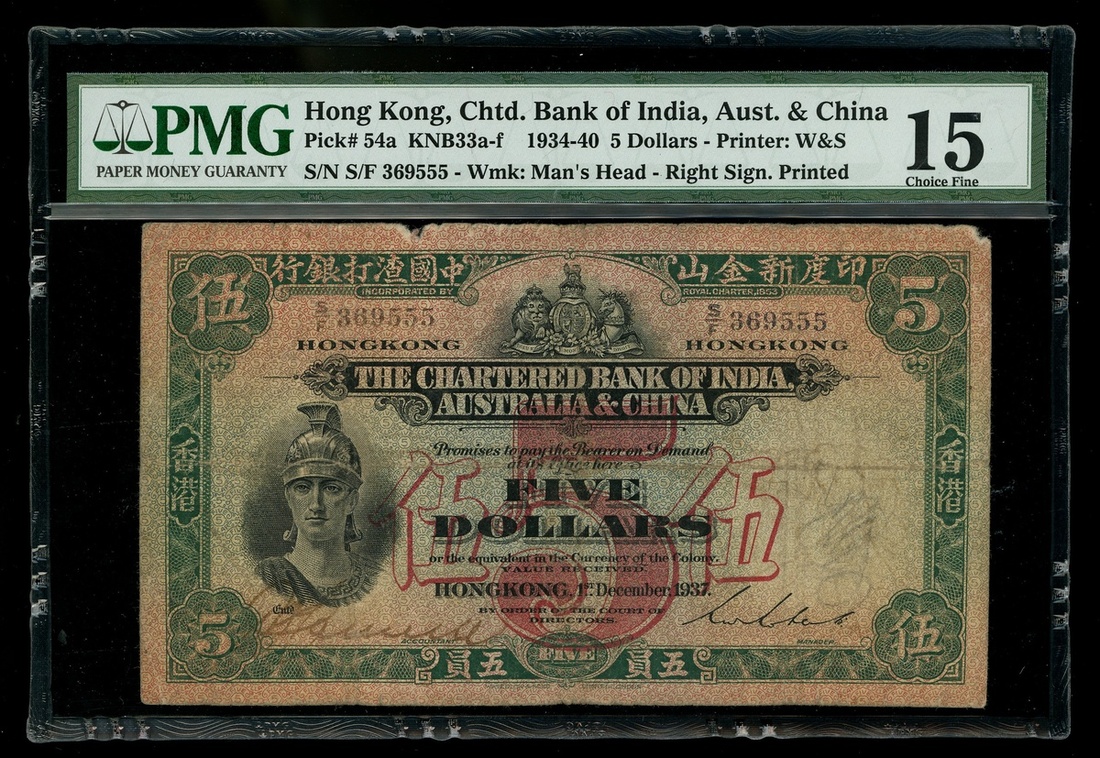 PMG
PAPER MONEY GUARANTY
Hong Kong, Chtd. Bank of India, Aust. & China
Pick# 54a KNB33a-f 1934-40 5 Dollars - Printer: W&S
S/N S/F 369555 - Wmk: Man's Head - Right Sign. Printed
15
Choice Fine
行銀打渣國中 山金新度印
伍 5
INCORPORATED BY ROYAL CHARTER, 1853
S/F 369555 S/F 369555
HONGKONG HONGKONG
THE CHARTERED BANK OF INDIA,
AUSTRALIA & CHINA
Promises to pay the Bearer on Demand
at its office here
香港 香港
伍 5 伍
FIVE
DOLLARS
or the equivalent in the Currency of the Colony.
VALUE RECEIVED.
HONGKONG, 1ST December, 1937.
BY ORDER OF THE COURT OF
DIRECTORS.
Entd
ACCOUNTANT MANAGER
5 伍
員五 FIVE 員五